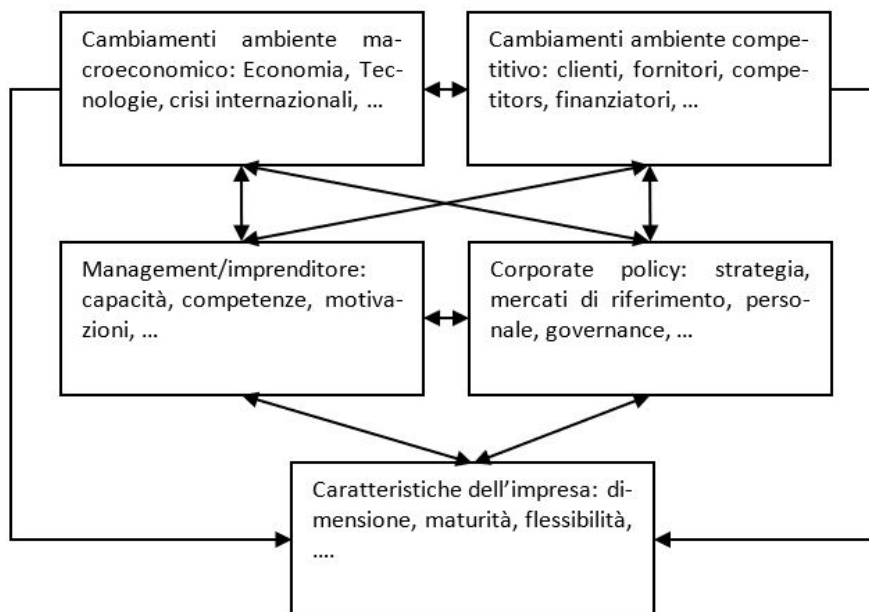 Cambiamenti ambiente ma-
croeconomico: Economia, Tec-
nologie, crisi internazionali, ...
Cambiamenti ambiente compe-
titivo: clienti, fornitori, compe-
titors, finanziatori, ...
Management/imprenditore:
capacità, competenze, motiva-
zioni, ...
Corporate policy: strategia,
mercati di riferimento, perso-
nale, governance, ...
Caratteristiche dell'impresa: di-
mensione, maturità, flessibilità,
....